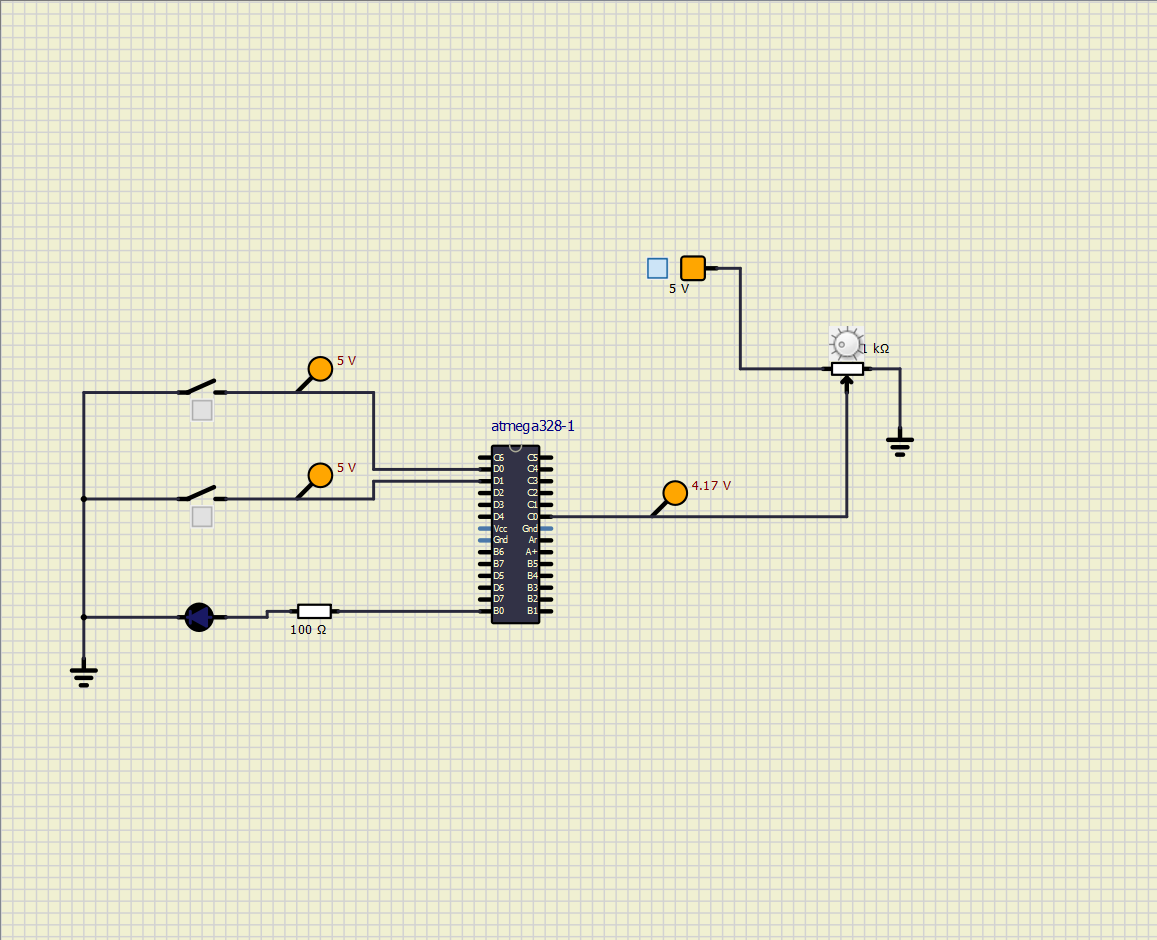 5 V
1 kΩ
5 V
atmega328-1
5 V
4.17 V
C6 C5
D0 C4
D1 C3
D2 C2
D3 C1
D4 C0
Vcc Gnd
Gnd Ar
B6 A+
B7 B5
D5 B4
D6 B3
D7 B2
B0 B1
100 Ω